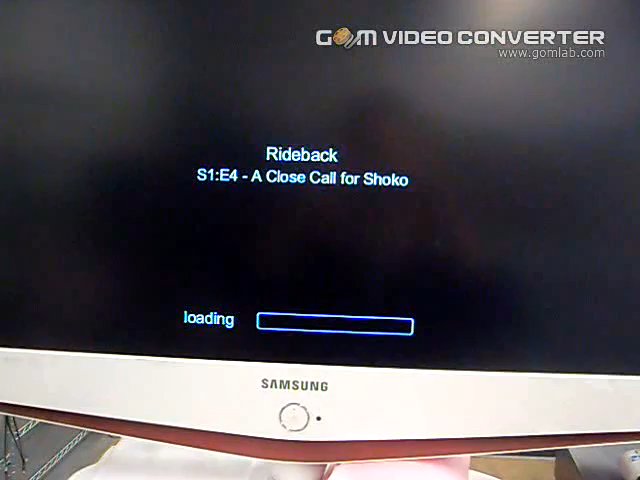 GOM VIDEO CONVERTER
www.gomlab.com
Rideback
S1:E4 - A Close Call for Shoko
loading
SAMSUNG